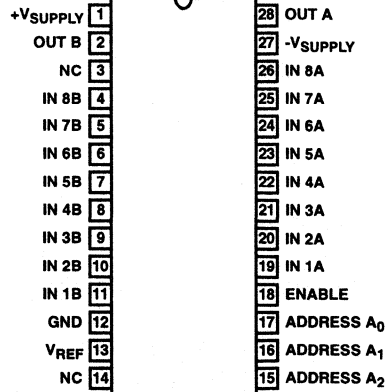 +VSUPPLY 1 28 OUT A
OUT B 2 27 -VSUPPLY
NC 3 26 IN 8A
IN 8B 4 25 IN 7A
IN 7B 5 24 IN 6A
IN 6B 6 23 IN 5A
IN 5B 7 22 IN 4A
IN 4B 8 21 IN 3A
IN 3B 9 20 IN 2A
IN 2B 10 19 IN 1A
IN 1B 11 18 ENABLE
GND 12 17 ADDRESS A0
VREF 13 16 ADDRESS A1
NC 14 15 ADDRESS A2